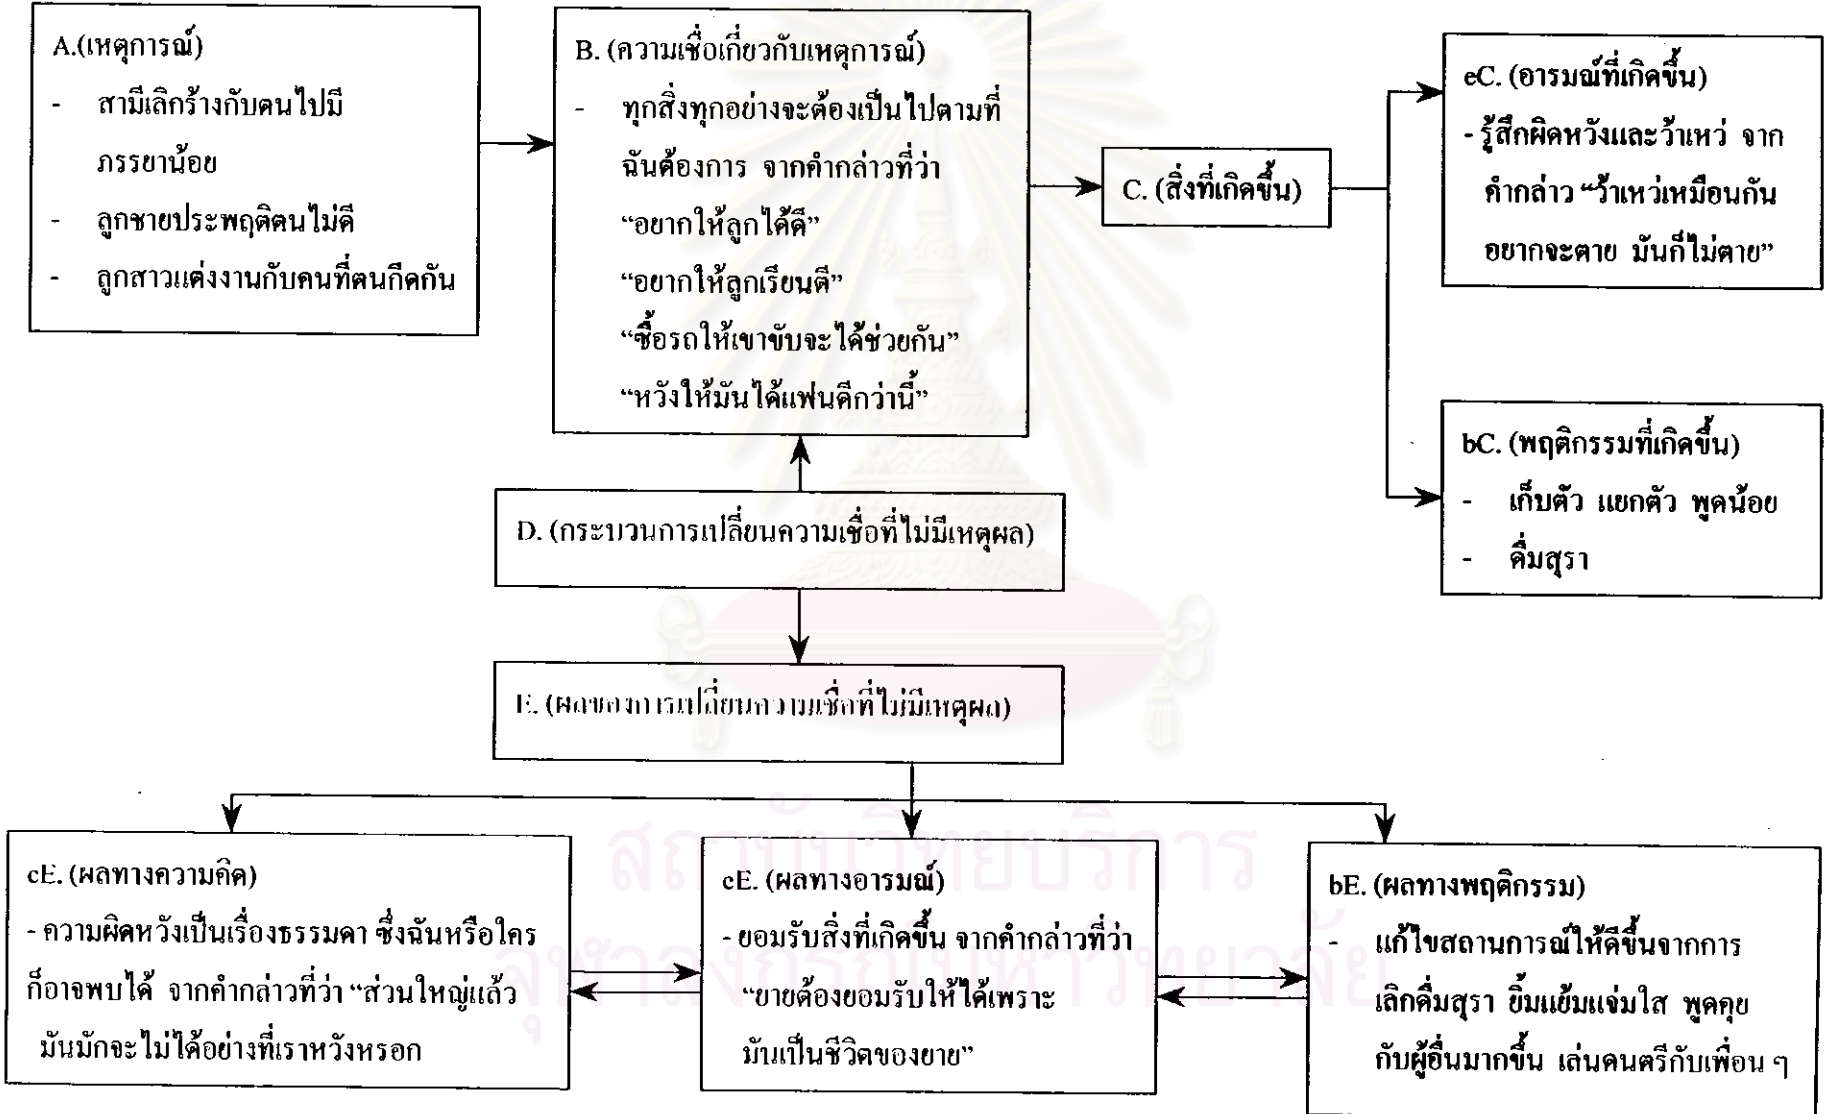 A.(เหตุการณ์)
- สามีเลิกร้างกับตนไปมี
ภรรยาน้อย
- ลูกชายประพฤติตนไม่ดี
- ลูกสาวแต่งงานกับคนที่ตนกีดกัน
B. (ความเชื่อเกี่ยวกับเหตุการณ์)
- ทุกสิ่งทุกอย่างจะต้องเป็นไปตามที่
ฉันต้องการ จากคำกล่าวที่ว่า
“อยากให้ลูกได้ดี”
“อยากให้ลูกเรียนดี”
“ซื้อรถให้เขาขับจะได้ช่วยกัน”
“หวังให้มันได้แฟนดีกว่านี้”
C. (สิ่งที่เกิดขึ้น)
eC. (อารมณ์ที่เกิดขึ้น)
- รู้สึกผิดหวังและว้าเหว่ จาก
คำกล่าว “ว้าเหว่เหมือนกัน
อยากจะตาย มันก็ไม่ตาย”
bC. (พฤติกรรมที่เกิดขึ้น)
- เก็บตัว แยกตัว พูดน้อย
- ดื่มสุรา
D. (กระบวนการเปลี่ยนความเชื่อที่ไม่มีเหตุผล)
E. (ผลของการเปลี่ยนความเชื่อที่ไม่มีเหตุผล)
cE. (ผลทางความคิด)
- ความผิดหวังเป็นเรื่องธรรมดา ซึ่งฉันหรือใคร
ก็อาจพบได้ จากคำกล่าวที่ว่า “ส่วนใหญ่แล้ว
มันมักจะไม่ได้อย่างที่เราหวังหรอก
eE. (ผลทางอารมณ์)
- ยอมรับสิ่งที่เกิดขึ้น จากคำกล่าวที่ว่า
“ยายต้องยอมรับให้ได้เพราะ
มันเป็นชีวิตของยาย”
bE. (ผลทางพฤติกรรม)
- แก้ไขสถานการณ์ให้ดีขึ้นจากการ
เลิกดื่มสุรา ยิ้มแย้มแจ่มใส พูดคุย
กับผู้อื่นมากขึ้น เล่นดนตรีกับเพื่อน ๆ
สถาบันวิทยบริการ
จุฬาลงกรณ์มหาวิทยาลัย